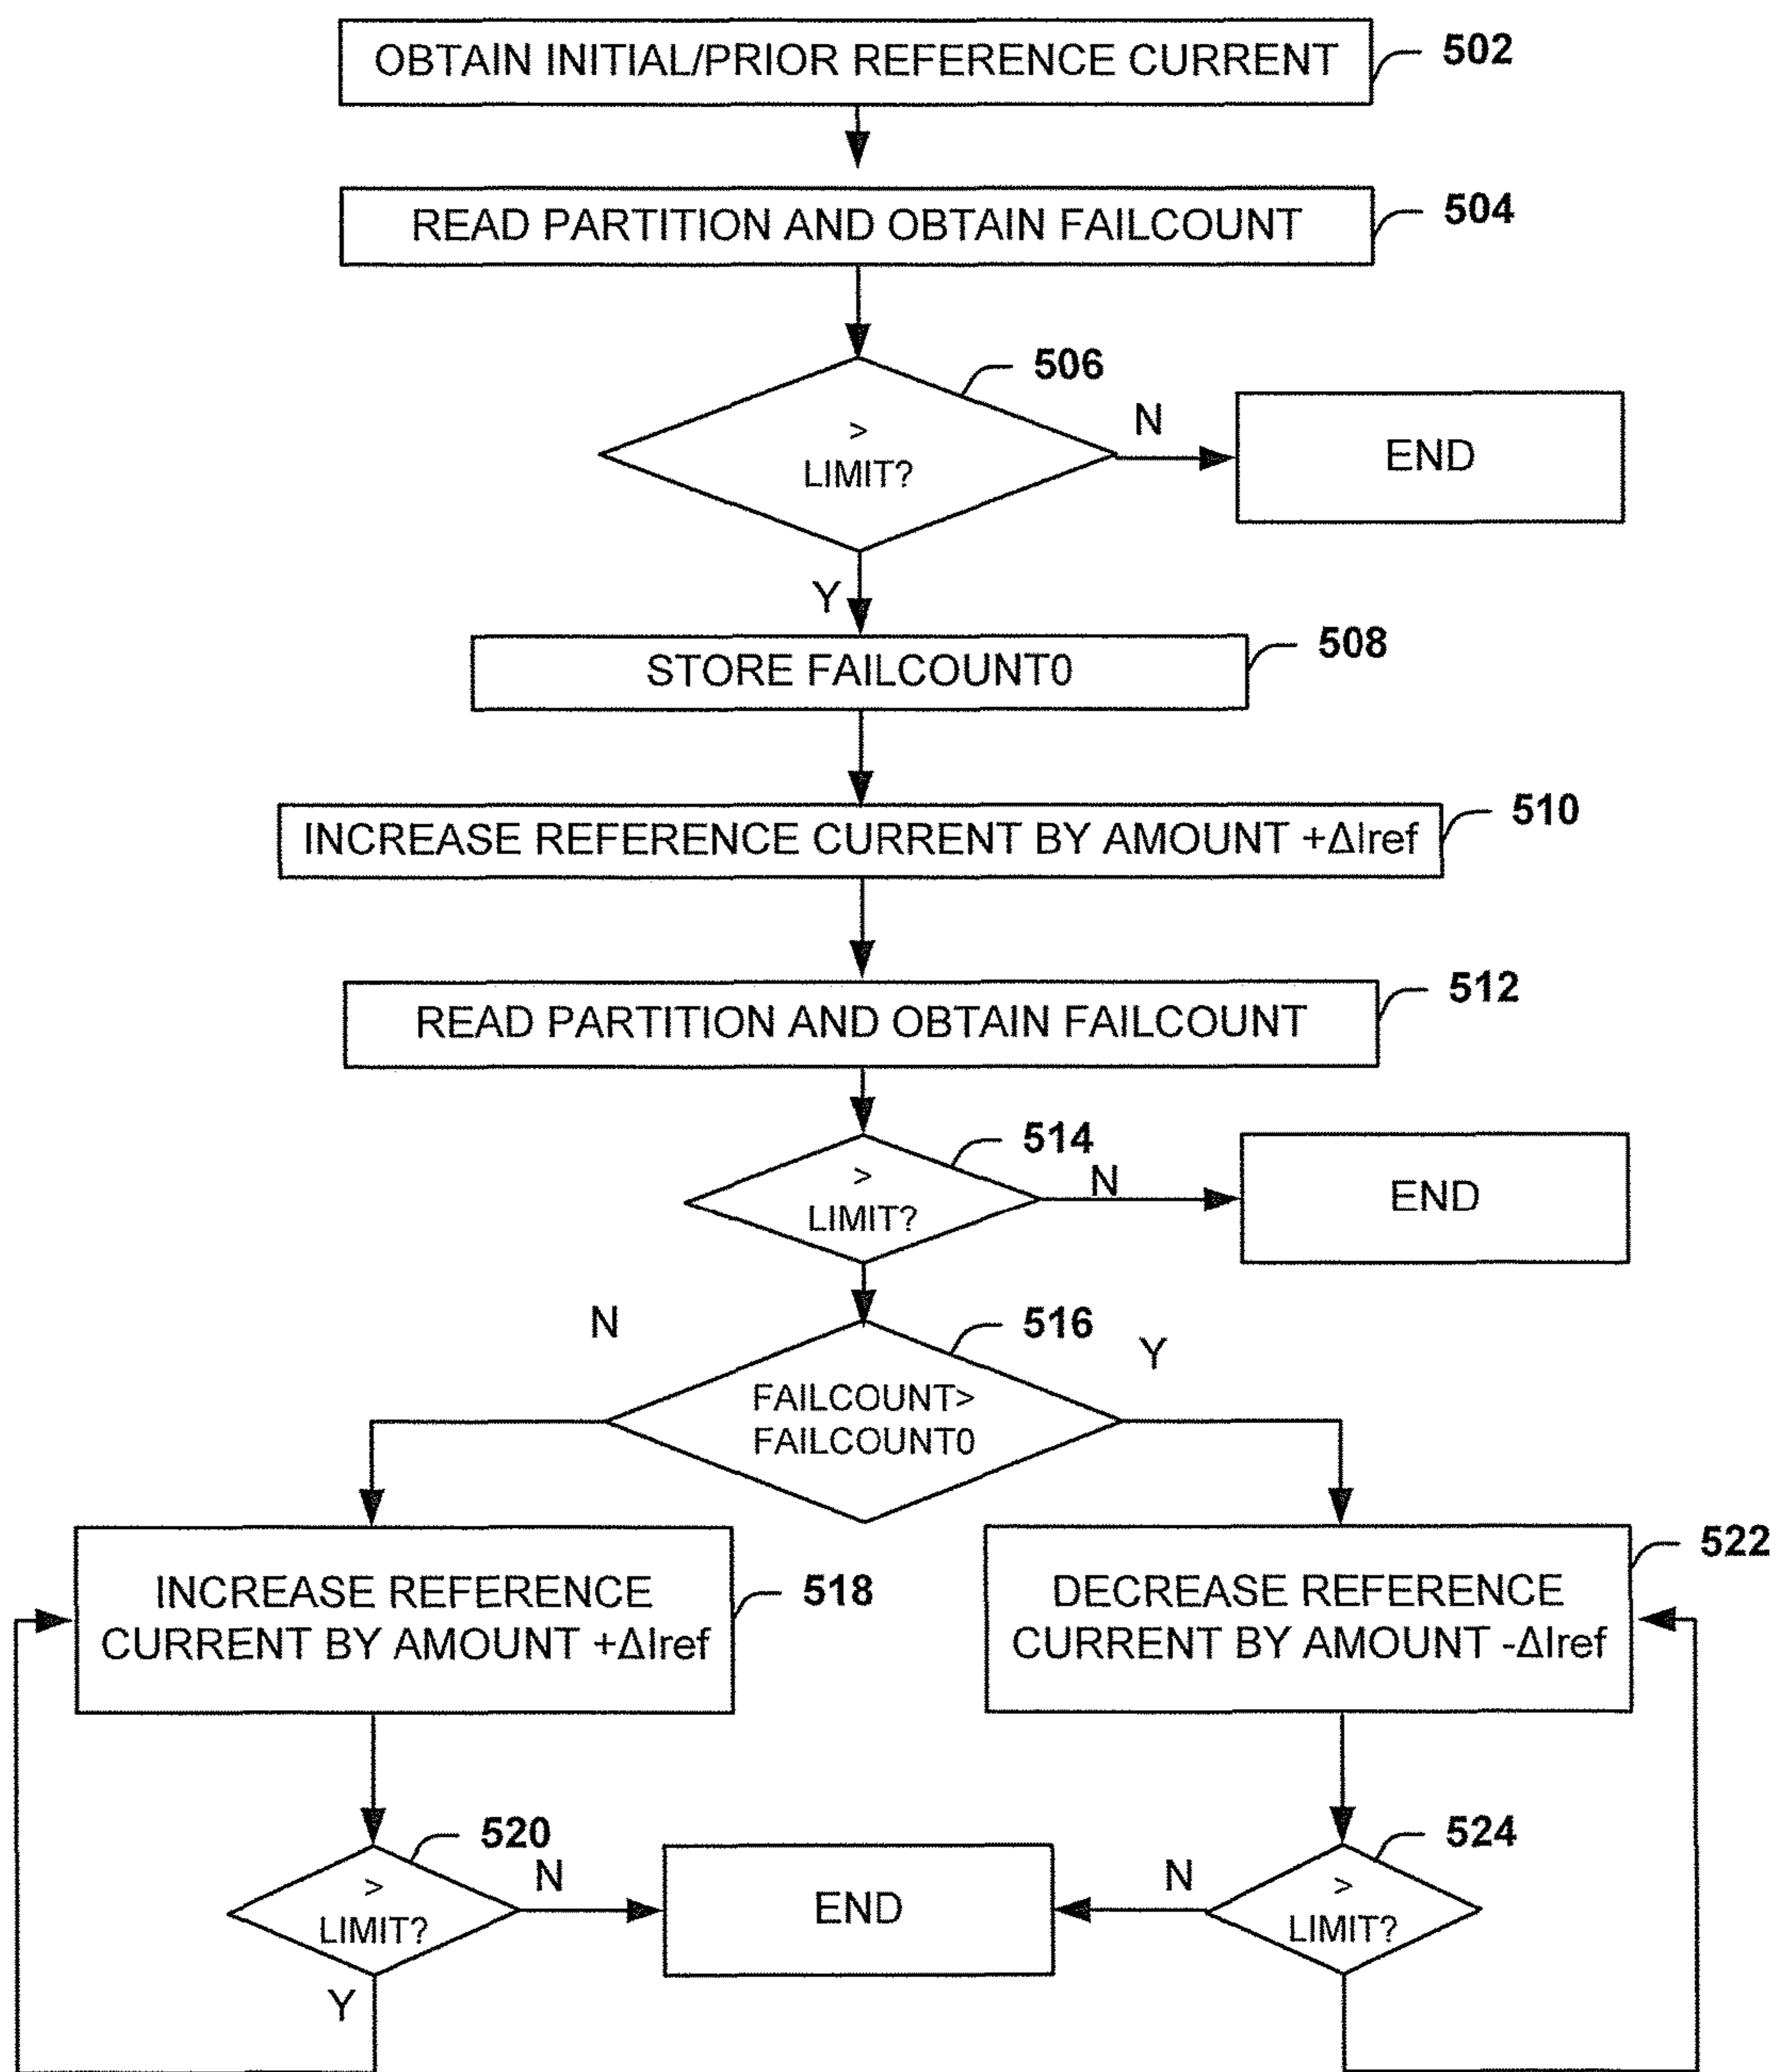 OBTAIN INITIAL/PRIOR REFERENCE CURRENT
502
READ PARTITION AND OBTAIN FAILCOUNT
504
506
>
LIMIT?
N
END
Y
STORE FAILCOUNT0
508
INCREASE REFERENCE CURRENT BY AMOUNT +ΔIref
510
READ PARTITION AND OBTAIN FAILCOUNT
512
514
>
LIMIT?
N
END
N
516
Y
FAILCOUNT>
FAILCOUNT0
INCREASE REFERENCE
CURRENT BY AMOUNT +ΔIref
518
DECREASE REFERENCE
CURRENT BY AMOUNT -ΔIref
522
520
>
LIMIT?
N
Y
END
524
N
>
LIMIT?